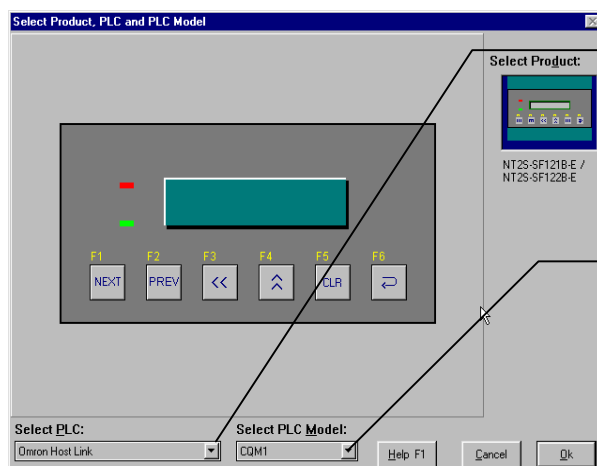 Select Product, PLC and PLC Model
Select Product:
NT2S-SF121B-E /
NT2S-SF122B-E
F1 F2 F3 F4 F5 F6
NEXT PREV << CLR
Select PLC: Select PLC Model:
Omron Host Link CQM1 Help F1 Cancel Ok